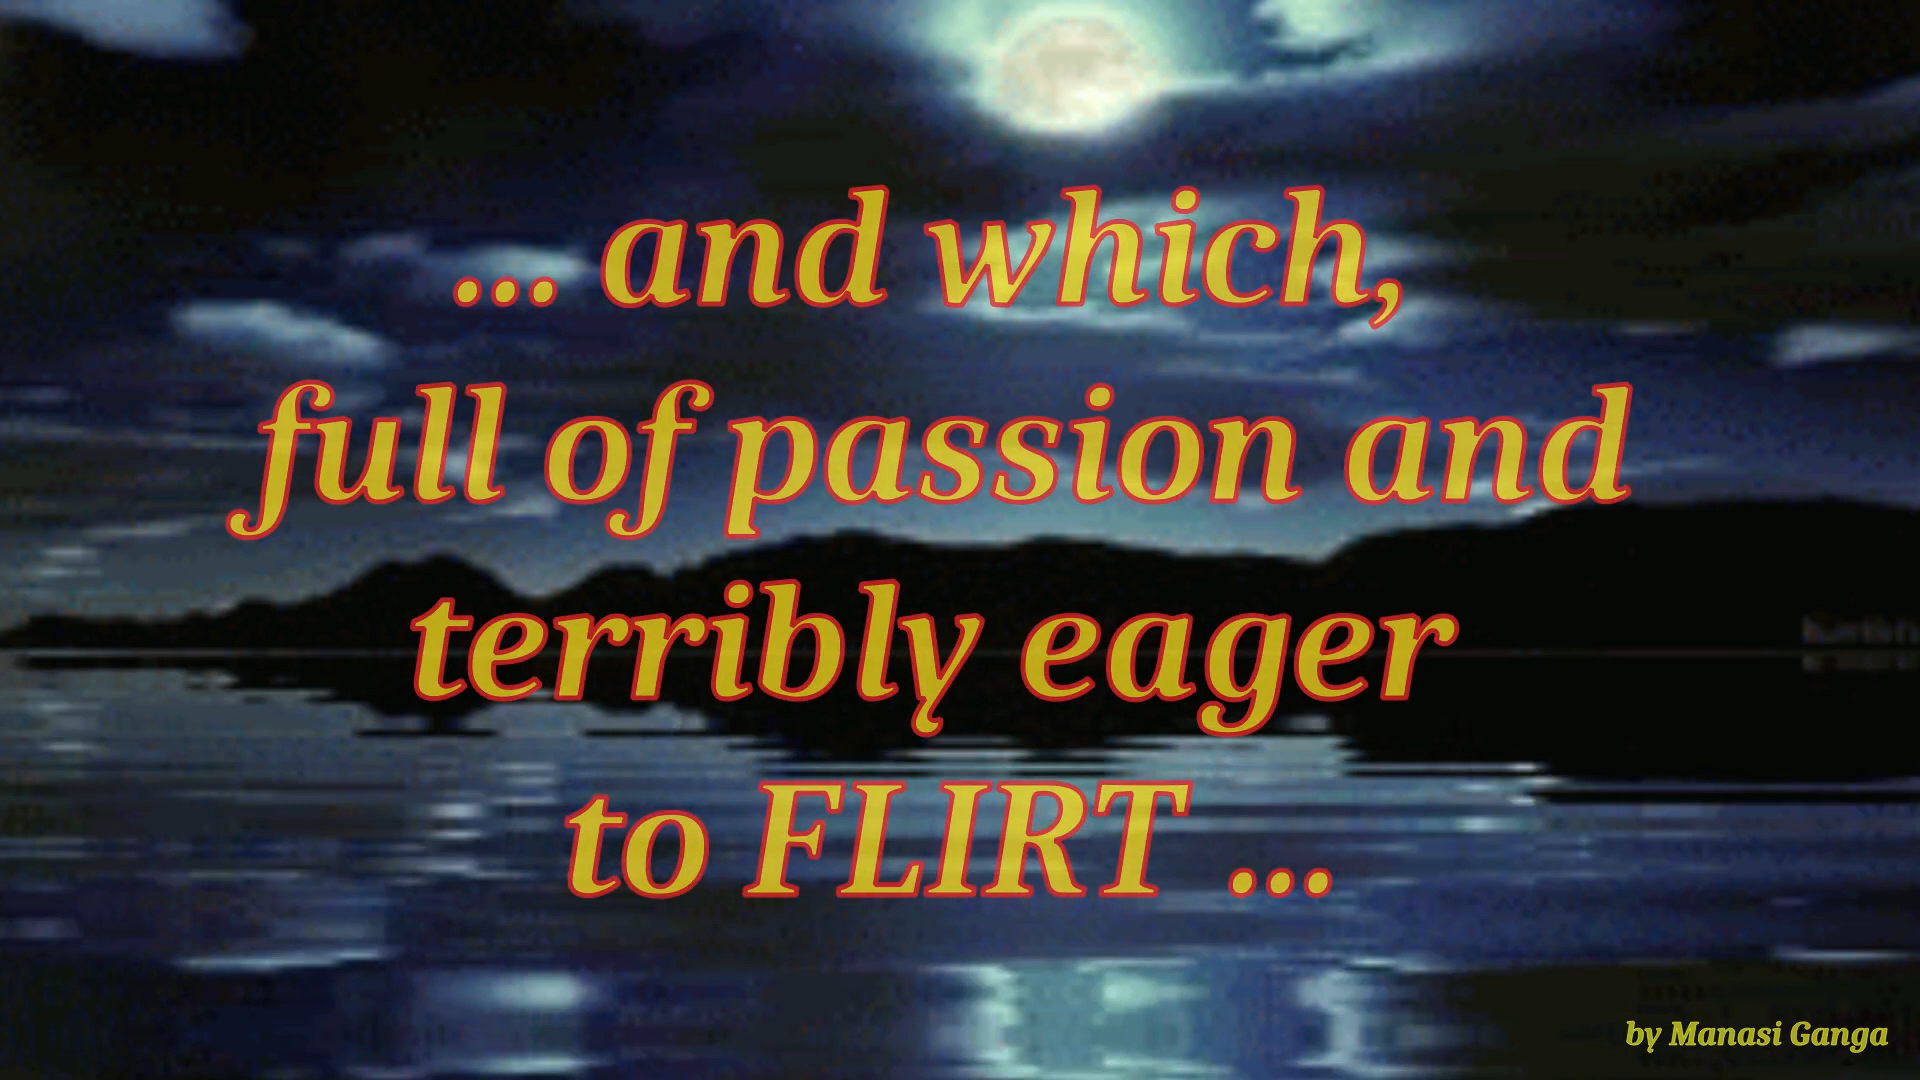 ... and which,
full of passion and
terribly eager
to FLIRT ...
by Manasi Ganga